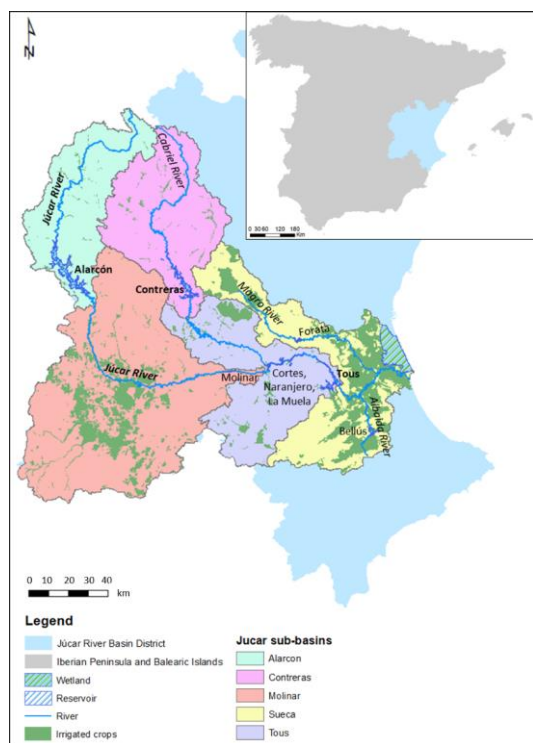 N
0 30 60 120 180
Km
Júcar River
Cabriel River
Alarcón
Contreras
Magro River
Forata
Júcar River
Molinar
Cortes,
Naranjero,
La Muela
Tous
Albaida River
Bellús
0 10 20 30 40
km
Legend
Júcar River Basin District
Iberian Peninsula and Balearic Islands
Wetland
Reservoir
River
Irrigated crops
Jucar sub-basins
Alarcon
Contreras
Molinar
Sueca
Tous